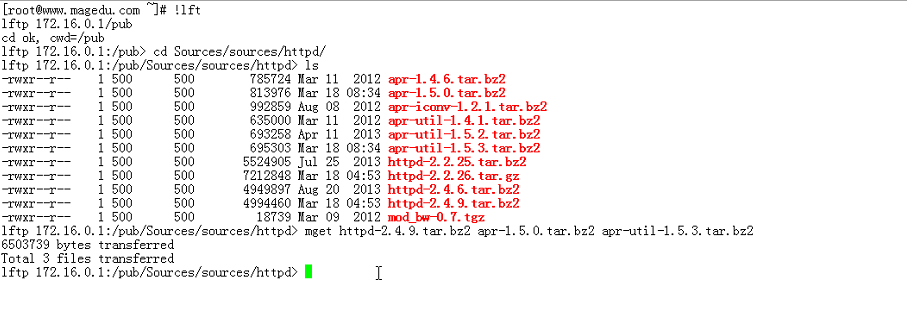 [root@www.magedu.com ~]# !lft
lftp 172.16.0.1/pub
cd ok, cwd=/pub
lftp 172.16.0.1:/pub> cd Sources/sources/httpd/
lftp 172.16.0.1:/pub/Sources/sources/httpd> ls
-rwxr--r--    1 500      500        785724 Mar 11  2012 apr-1.4.6.tar.bz2
-rwxr--r--    1 500      500        813976 Mar 18 08:34 apr-1.5.0.tar.bz2
-rwxr--r--    1 500      500        992859 Aug 08  2012 apr-iconv-1.2.1.tar.bz2
-rwxr--r--    1 500      500        635000 Mar 11  2012 apr-util-1.4.1.tar.bz2
-rwxr--r--    1 500      500        693258 Apr 11  2013 apr-util-1.5.2.tar.bz2
-rwxr--r--    1 500      500        695303 Mar 18 08:34 apr-util-1.5.3.tar.bz2
-rwxr--r--    1 500      500       5524905 Jul 25  2013 httpd-2.2.25.tar.bz2
-rwxr--r--    1 500      500       7212848 Mar 18 04:53 httpd-2.2.26.tar.gz
-rwxr--r--    1 500      500       4949897 Aug 20  2013 httpd-2.4.6.tar.bz2
-rwxr--r--    1 500      500       4994460 Mar 18 04:53 httpd-2.4.9.tar.bz2
-rwxr--r--    1 500      500         18739 Mar 09  2012 mod_bw-0.7.tgz
lftp 172.16.0.1:/pub/Sources/sources/httpd> mget httpd-2.4.9.tar.bz2 apr-1.5.0.tar.bz2 apr-util-1.5.3.tar.bz2
6503739 bytes transferred
Total 3 files transferred
lftp 172.16.0.1:/pub/Sources/sources/httpd>